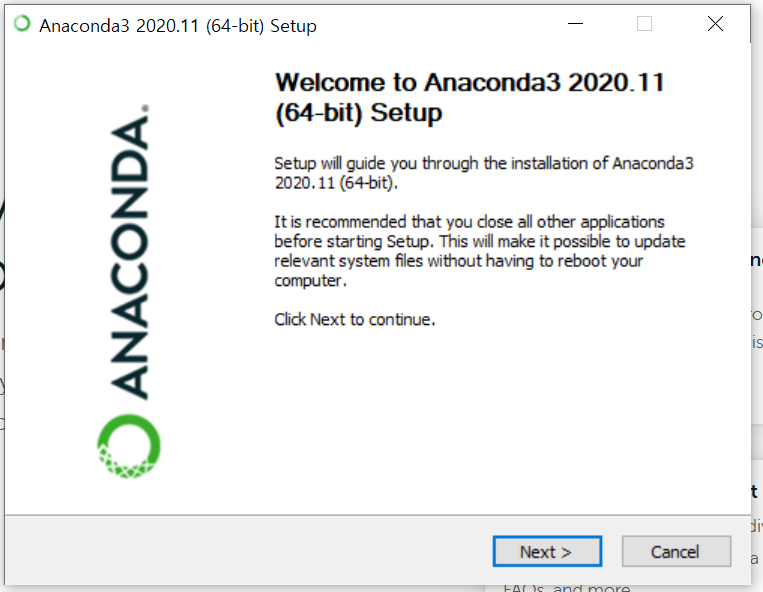 Anaconda3 2020.11 (64-bit) Setup
Welcome to Anaconda3 2020.11
(64-bit) Setup
ANACONDA.
Setup will guide you through the installation of Anaconda3
2020.11 (64-bit).
It is recommended that you close all other applications
before starting Setup. This will make it possible to update
relevant system files without having to reboot your
computer.
Click Next to continue.
Next >
Cancel
FAQs, and more